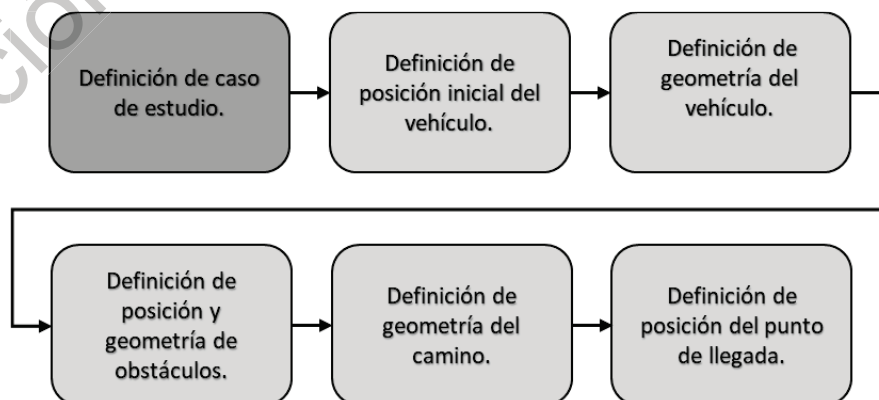 Definición de caso
de estudio.
Definición de
posición inicial del
vehículo.
Definición de
geometría del
vehículo.
Definición de
posición y
geometría de
obstáculos.
Definición de
geometría del
camino.
Definición de
posición del punto
de llegada.